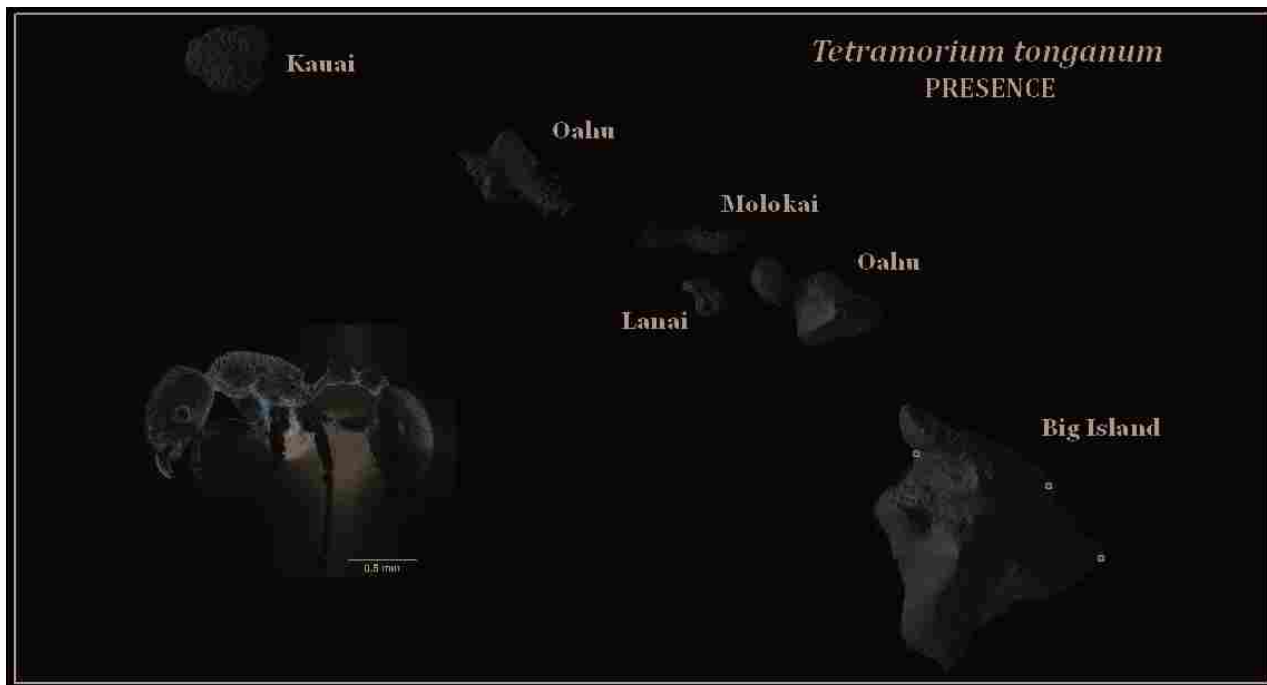 Tetramorium tonganum
PRESENCE
Kauai
Oahu
Molokai
Oahu
Lanai
Big Island
0.5 mm